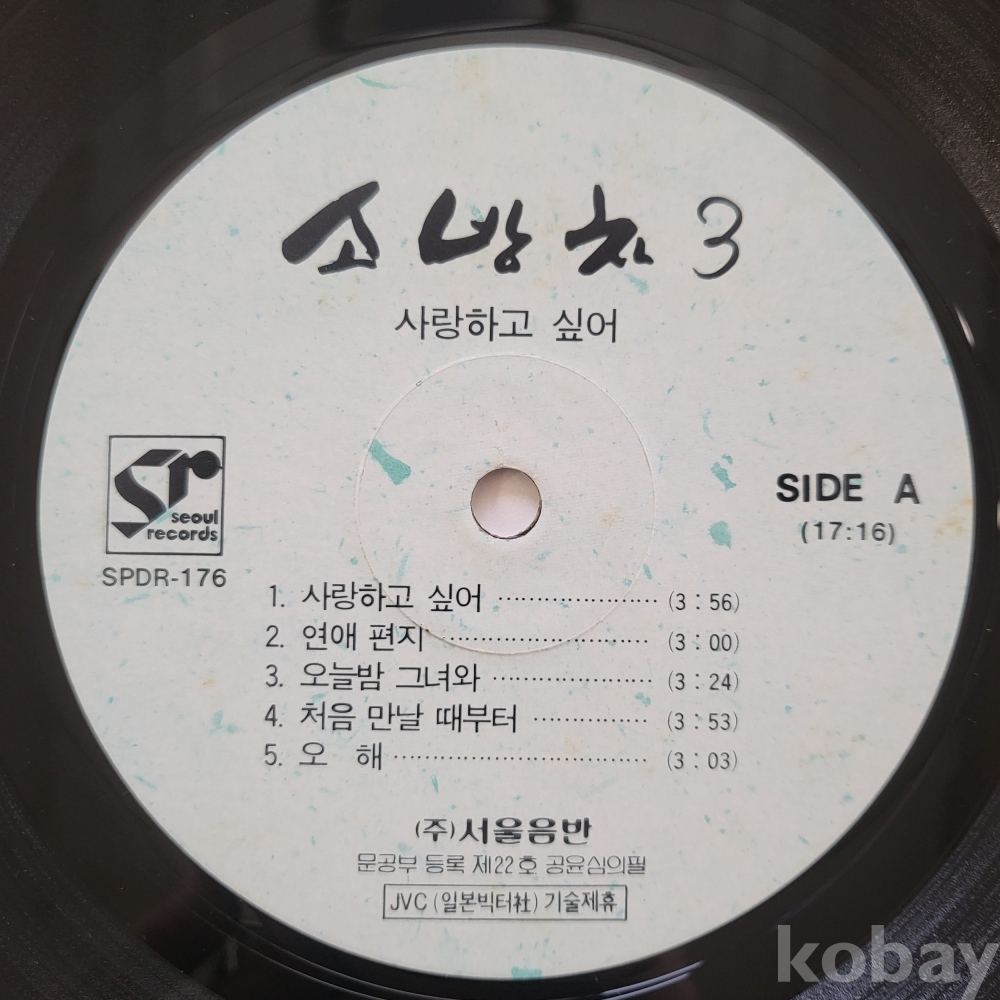 소방차 3
사랑하고 싶어
sr
seoul
records
SPDR-176
SIDE A
(17:16)
1. 사랑하고 싶어 ····················· (3:56)
2. 연애 편지 ····························· (3:00)
3. 오늘밤 그녀와 ····················· (3:24)
4. 처음 만날 때부터 ··············· (3:53)
5. 오 해 ································· (3:03)
(주)서울음반
문공부 등록 제22호 공윤심의필
JVC (일본빅터社) 기술제휴
kobay